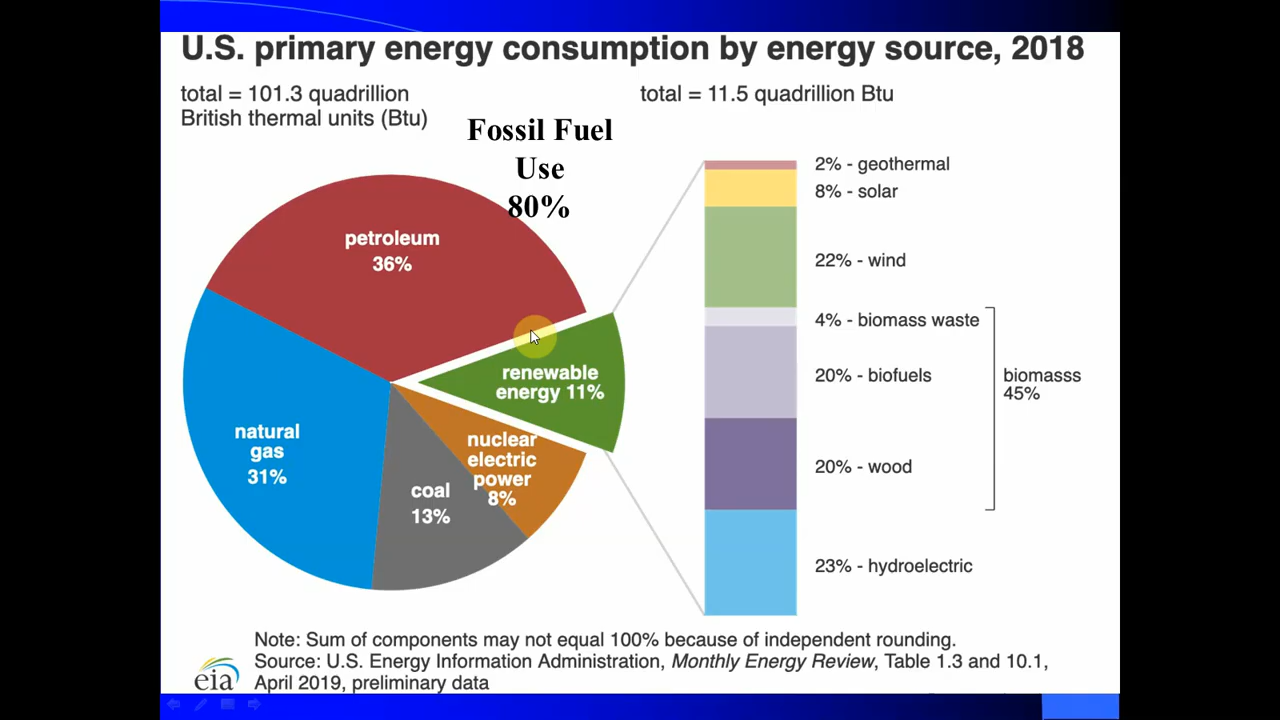 U.S. primary energy consumption by energy source, 2018
total = 101.3 quadrillion
British thermal units (Btu)
total = 11.5 quadrillion Btu
Fossil Fuel
Use
80%
petroleum
36%
natural
gas
31%
coal
13%
nuclear
electric
power
8%
renewable
energy 11%
2% - geothermal
8% - solar
22% - wind
4% - biomass waste
20% - biofuels
20% - wood
23% - hydroelectric
biomasss
45%
Note: Sum of components may not equal 100% because of independent rounding.
Source: U.S. Energy Information Administration, Monthly Energy Review, Table 1.3 and 10.1,
April 2019, preliminary data
eia